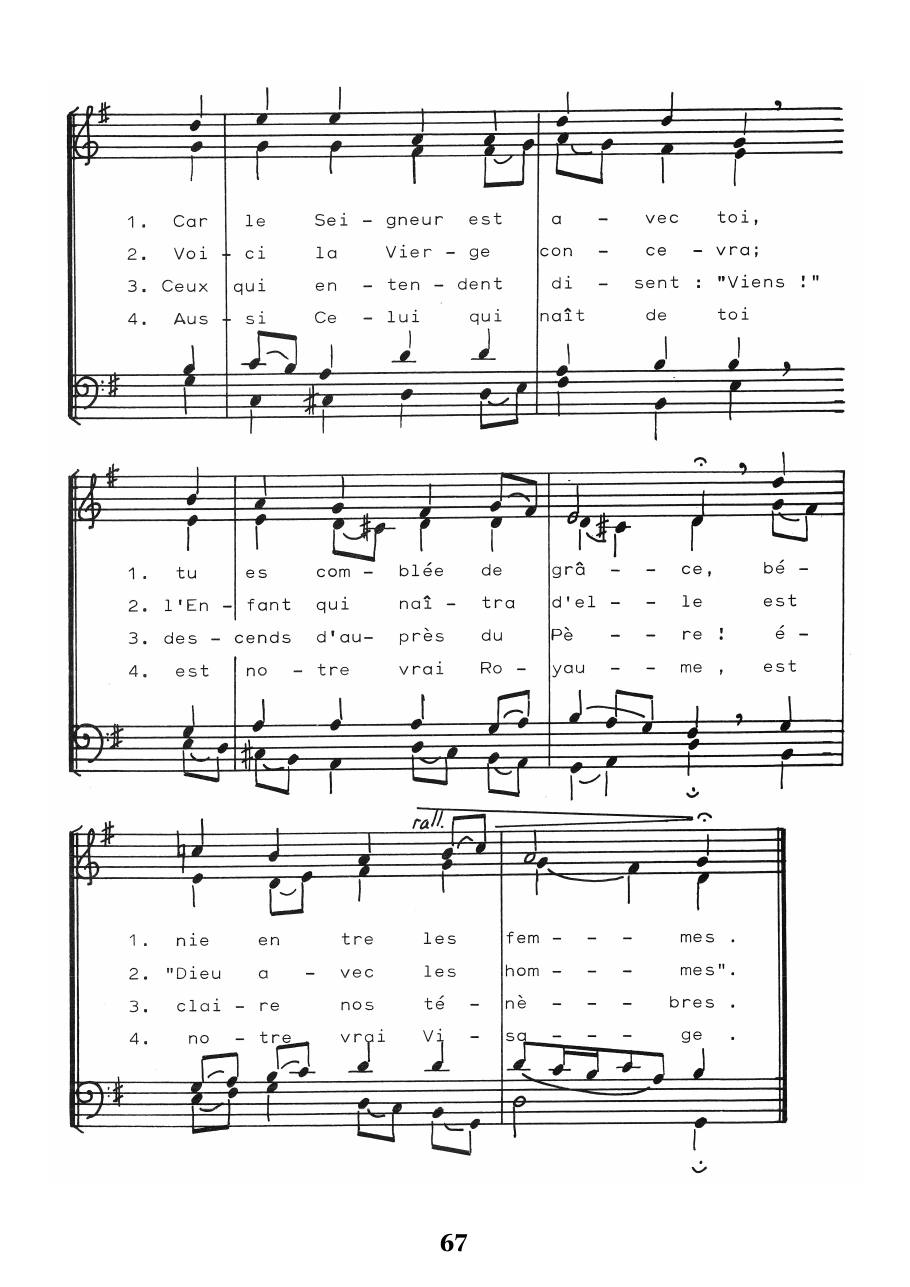 1. Car le Sei - gneur est a - vec toi,
2. Voi - ci la Vier - ge con - ce - vra;
3. Ceux qui en - ten - dent di - sent : "Viens !"
4. Aus - si Ce - lui qui naît de toi
1. tu es com - blée de grâ - - ce, bé -
2. l'En - fant qui naî - tra d'el - - le est
3. des - cends d'au- près du Pè - - re ! é -
4. est no - tre vrai Ro - yau - - me , est
rall.
1. nie en tre les fem - - - mes .
2. "Dieu a - vec les hom - - - mes".
3. clai - re nos té - nè - - - bres .
4. no - tre vrai Vi - sa - - - ge .
67